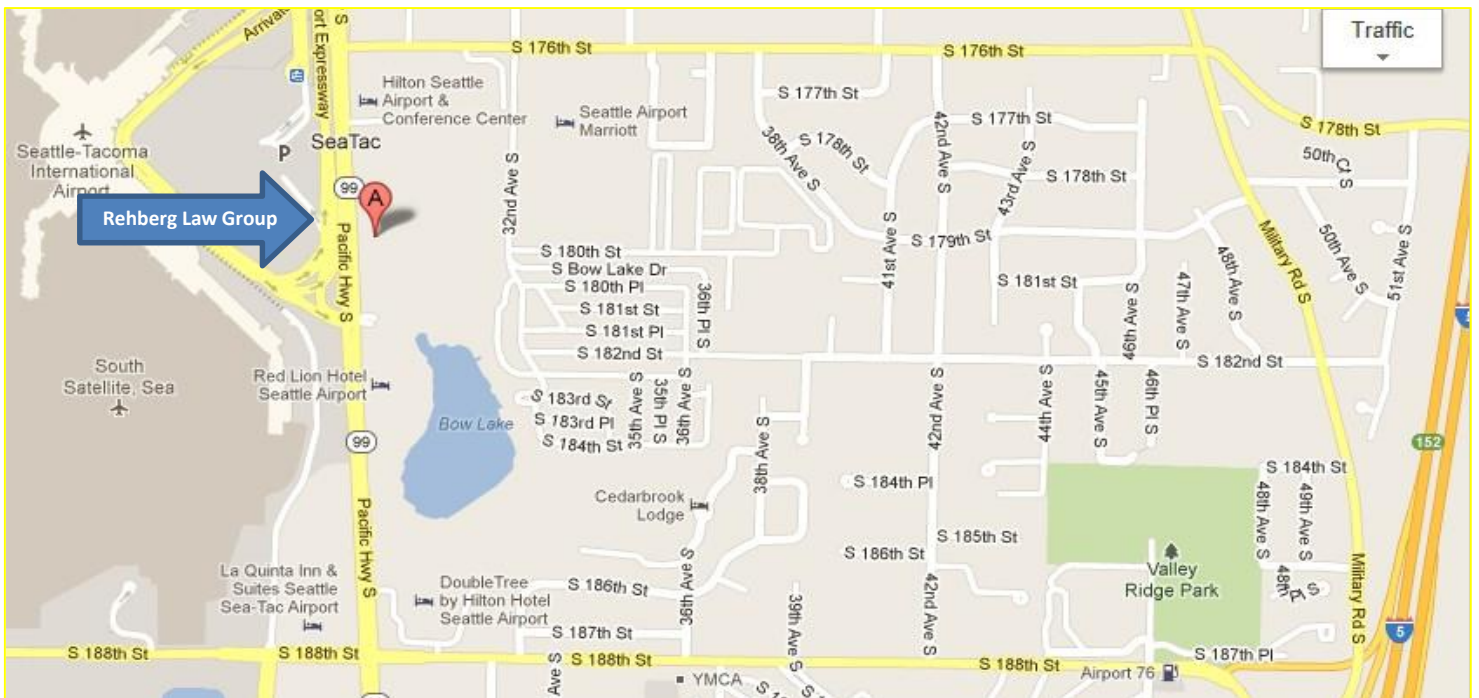 Arrivals
ort Expressway
S
S 176th St
S 176th St
Traffic
Hilton Seattle
Airport &
Conference Center
Seattle Airport
Marriott
S 177th St
S 177th St
S 178th St
38th Ave S
S 178th St
42nd Ave S
43rd Ave S
S 178th St
50th Ct S
Seattle-Tacoma
International
Airport
P
SeaTac
99
A
Rehberg Law Group
Pacific Hwy S
32nd Ave S
S 180th St
S Bow Lake Dr
S 180th Pl
S 181st St
S 181st Pl
S 182nd St
36th Pl S
41st Ave S
S 179th St
S 181st St
46th Ave S
47th Ave S
48th Ave S
Military Rd S
50th Ave S
51st Ave S
S 182nd St
South
Satellite, Sea
Red Lion Hotel
Seattle Airport
Bow Lake
S 183rd St
S 183rd Pl
S 184th St
35th Ave S
35th Pl S
36th Ave S
38th Ave S
42nd Ave S
44th Ave S
45th Ave S
46th Pl S
99
152
S 184th Pl
S 184th St
48th Ave S
49th Ave S
Cedarbrook
Lodge
Pacific Hwy S
S 185th St
S 186th St
Valley
Ridge Park
48th Pl S
Military Rd S
La Quinta Inn &
Suites Seattle
Sea-Tac Airport
DoubleTree
by Hilton Hotel
Seattle Airport
S 186th St
36th Ave S
39th Ave S
42nd Ave S
5
S 187th St
S 187th Pl
S 188th St
S 188th St
S 188th St
S 188th St
Airport 76
Ave S
YMCA